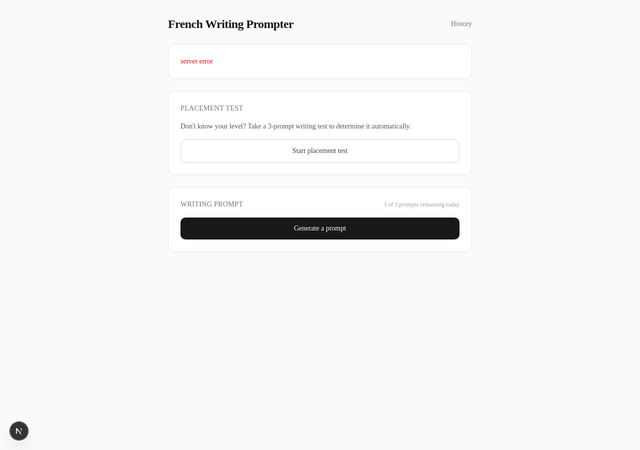 French Writing Prompter
History
server error
PLACEMENT TEST
Don't know your level? Take a 3-prompt writing test to determine it automatically.
Start placement test
WRITING PROMPT
3 of 3 prompts remaining today
Generate a prompt
N